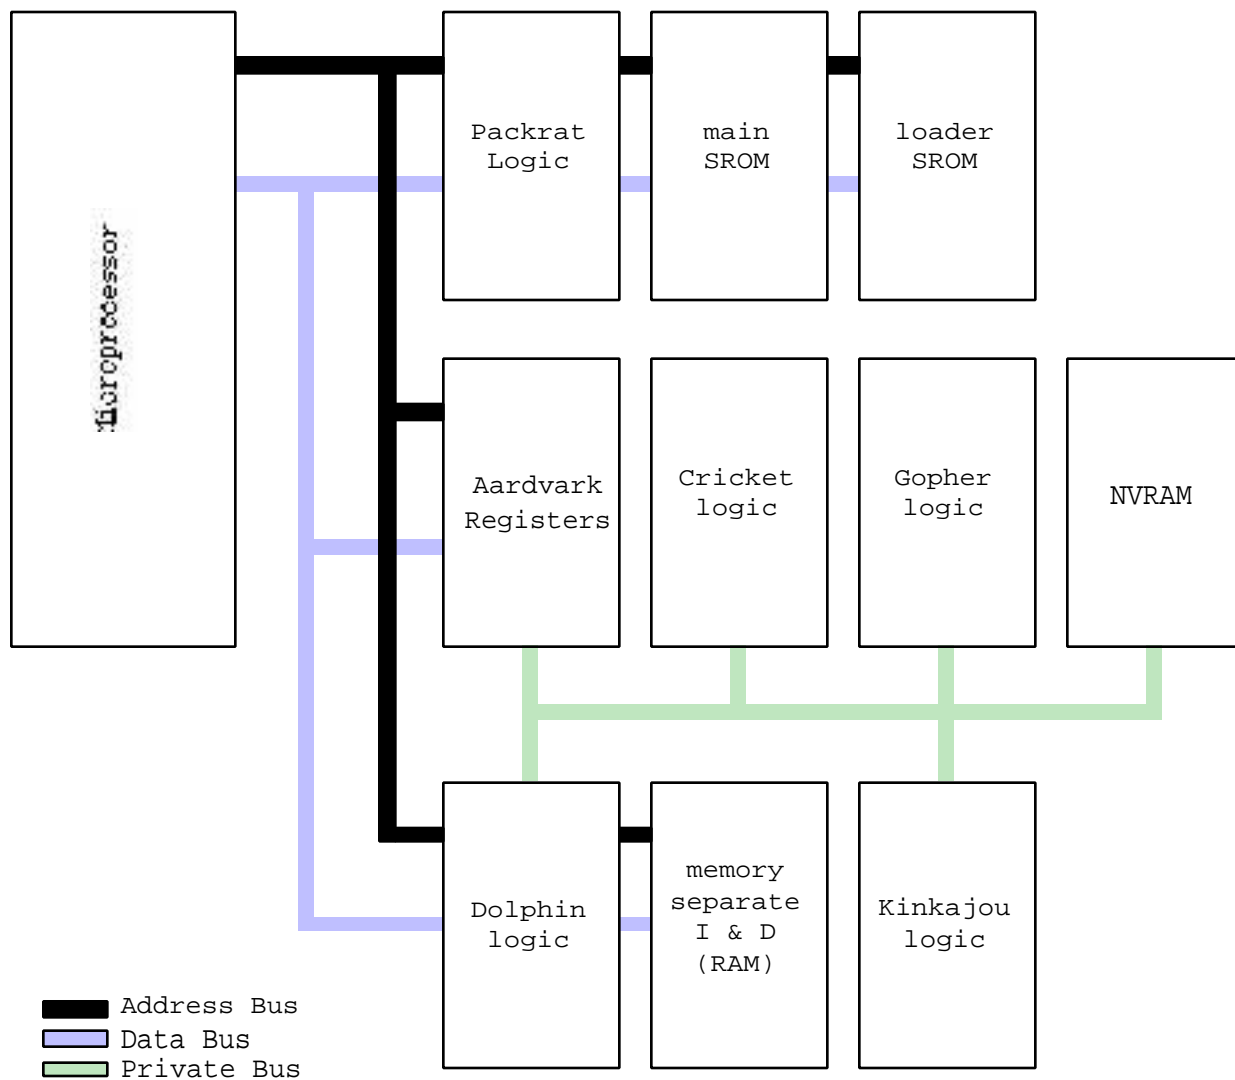 Microprocessor
Packrat
Logic
main
SROM
loader
SROM
Aardvark
Registers
Cricket
logic
Gopher
logic
NVRAM
Dolphin
logic
memory
separate
I & D
(RAM)
Kinkajou
logic
Address Bus
Data Bus
Private Bus